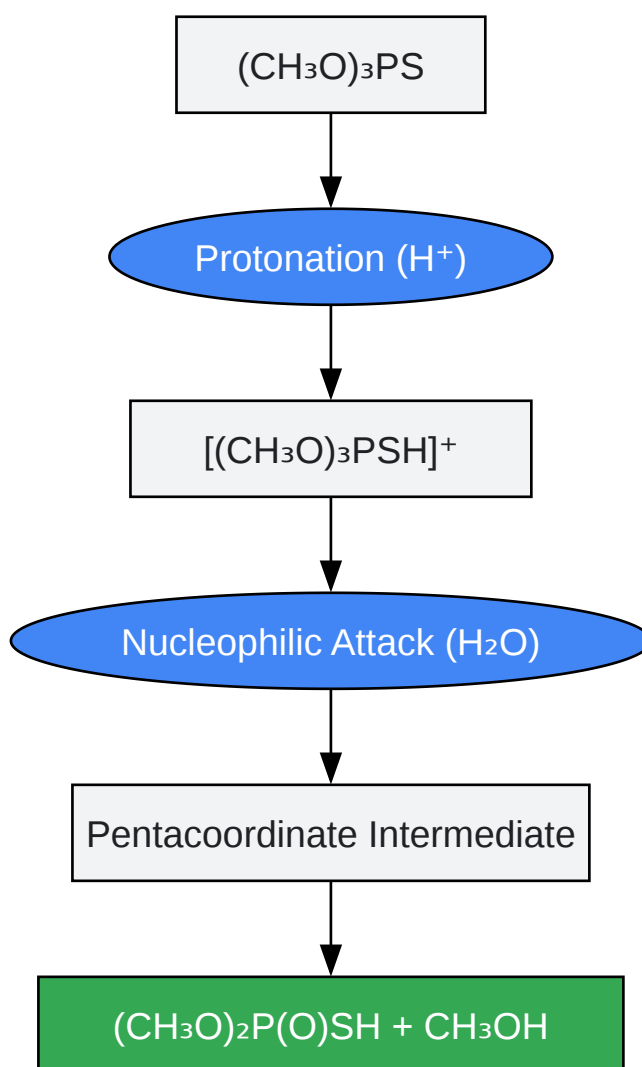 (CH₃O)₃PS
Protonation (H⁺)
[(CH₃O)₃PSH]⁺
Nucleophilic Attack (H₂O)
Pentacoordinate Intermediate
(CH₃O)₂P(O)SH + CH₃OH